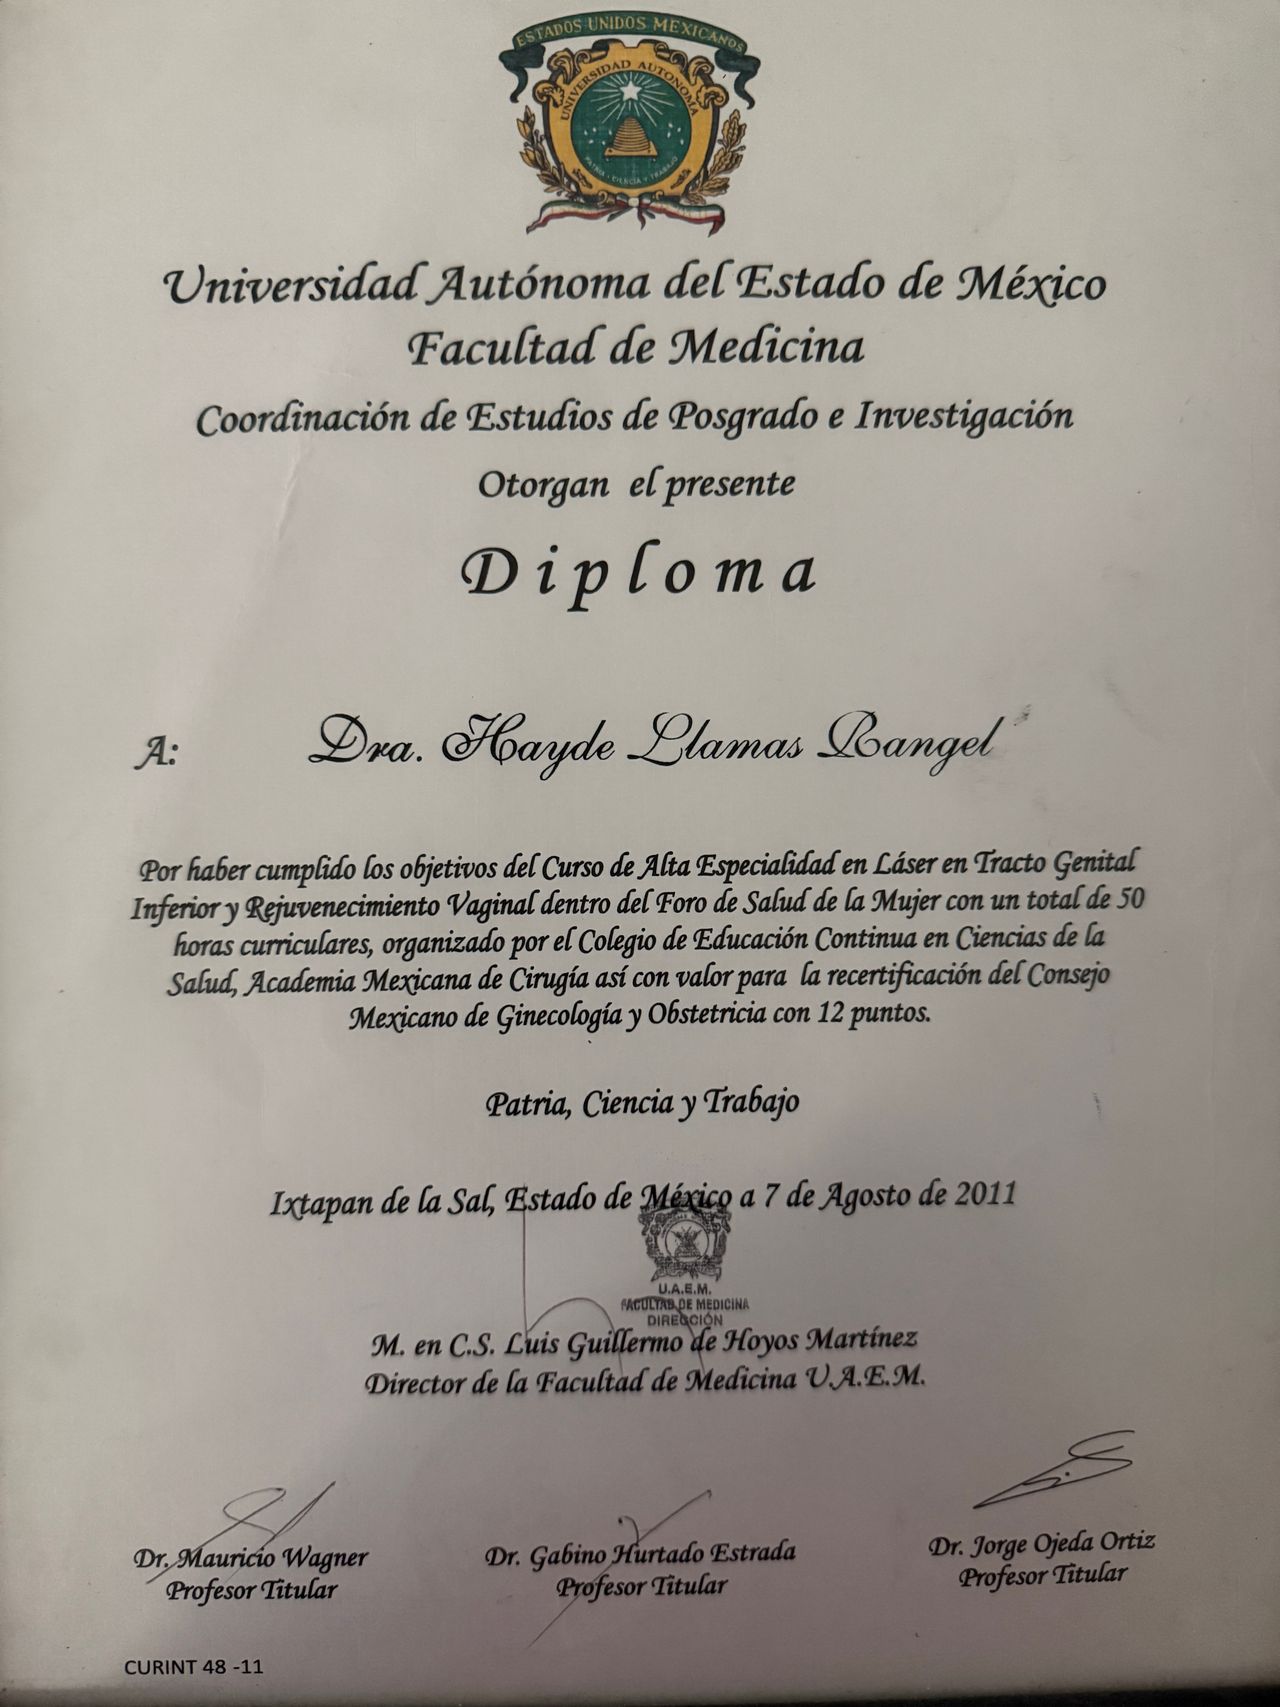 ESTADOS UNIDOS MEXICANOS
UNIVERSIDAD AUTONOMA
PATRIA · CIENCIA Y TRABAJO
Universidad Autónoma del Estado de México
Facultad de Medicina
Coordinación de Estudios de Posgrado e Investigación
Otorgan el presente
Diploma
A: Dra. Hayde Llamas Rangel
Por haber cumplido los objetivos del Curso de Alta Especialidad en Láser en Tracto Genital
Inferior y Rejuvenecimiento Vaginal dentro del Foro de Salud de la Mujer con un total de 50
horas curriculares, organizado por el Colegio de Educación Continua en Ciencias de la
Salud, Academia Mexicana de Cirugía así con valor para la recertificación del Consejo
Mexicano de Ginecología y Obstetricia con 12 puntos.
Patria, Ciencia y Trabajo
Ixtapan de la Sal, Estado de México a 7 de Agosto de 2011
U.A.E.M.
FACULTAD DE MEDICINA
DIRECCIÓN
M. en C.S. Luis Guillermo de Hoyos Martínez
Director de la Facultad de Medicina U.A.E.M.
Dr. Mauricio Wagner
Profesor Titular
Dr. Gabino Hurtado Estrada
Profesor Titular
Dr. Jorge Ojeda Ortiz
Profesor Titular
CURINT 48 -11